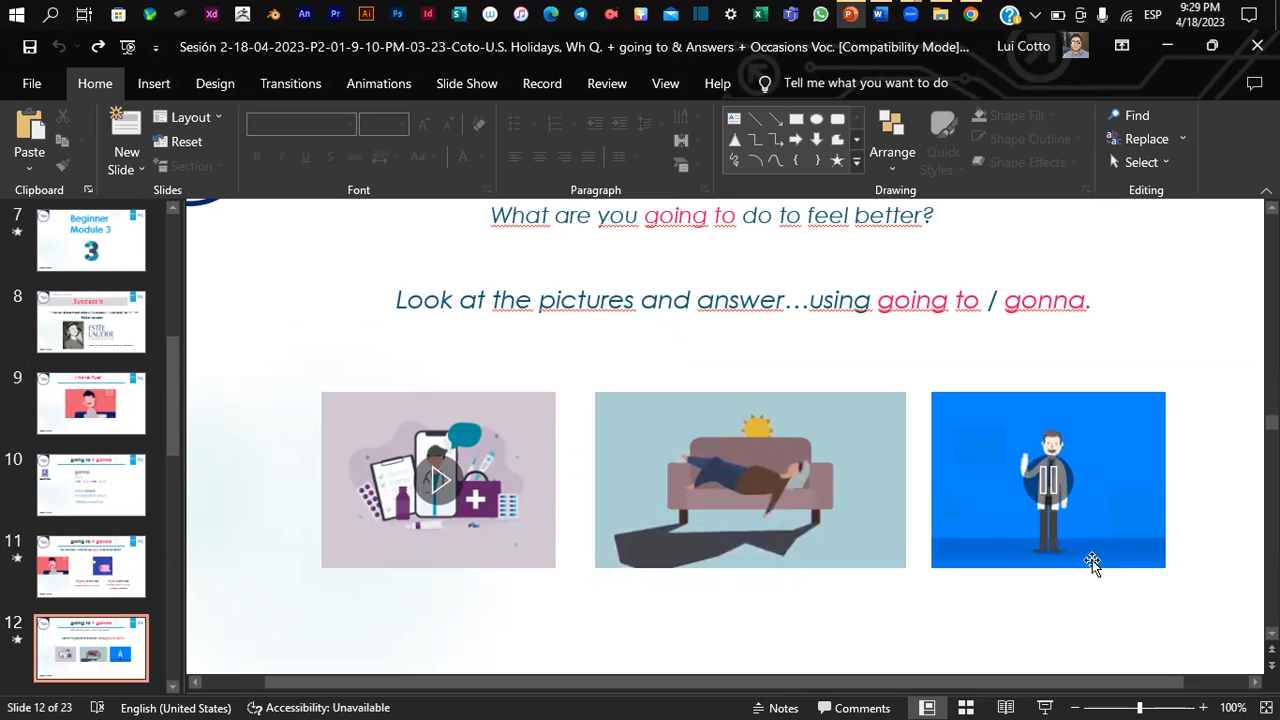 9:29 PM
ESP
4/18/2023
Sesión 2-18-04-2023-P2-01-9-10-PM-03-23-Coto-U.S. Holidays, Wh Q. + going to & Answers + Occasions Voc. [Compatibility Mode]...
Lui Cotto
File Home Insert Design Transitions Animations Slide Show Record Review View Help Tell me what you want to do
Paste
New Slide
Layout
Reset
Section
Arrange
Quick Styles
Shape Fill
Shape Outline
Shape Effects
Find
Replace
Select
Clipboard Slides Font Paragraph Drawing Editing
7
Beginner
Module 3
3
8
Success is
ESTĒE
LAUDER
9
10
going to > gonna
gonna
11
going to > gonna
12
going to > gonna
What are you going to do to feel better?
Look at the pictures and answer…using going to / gonna.
Slide 12 of 23 English (United States) Accessibility: Unavailable Notes Comments 100%